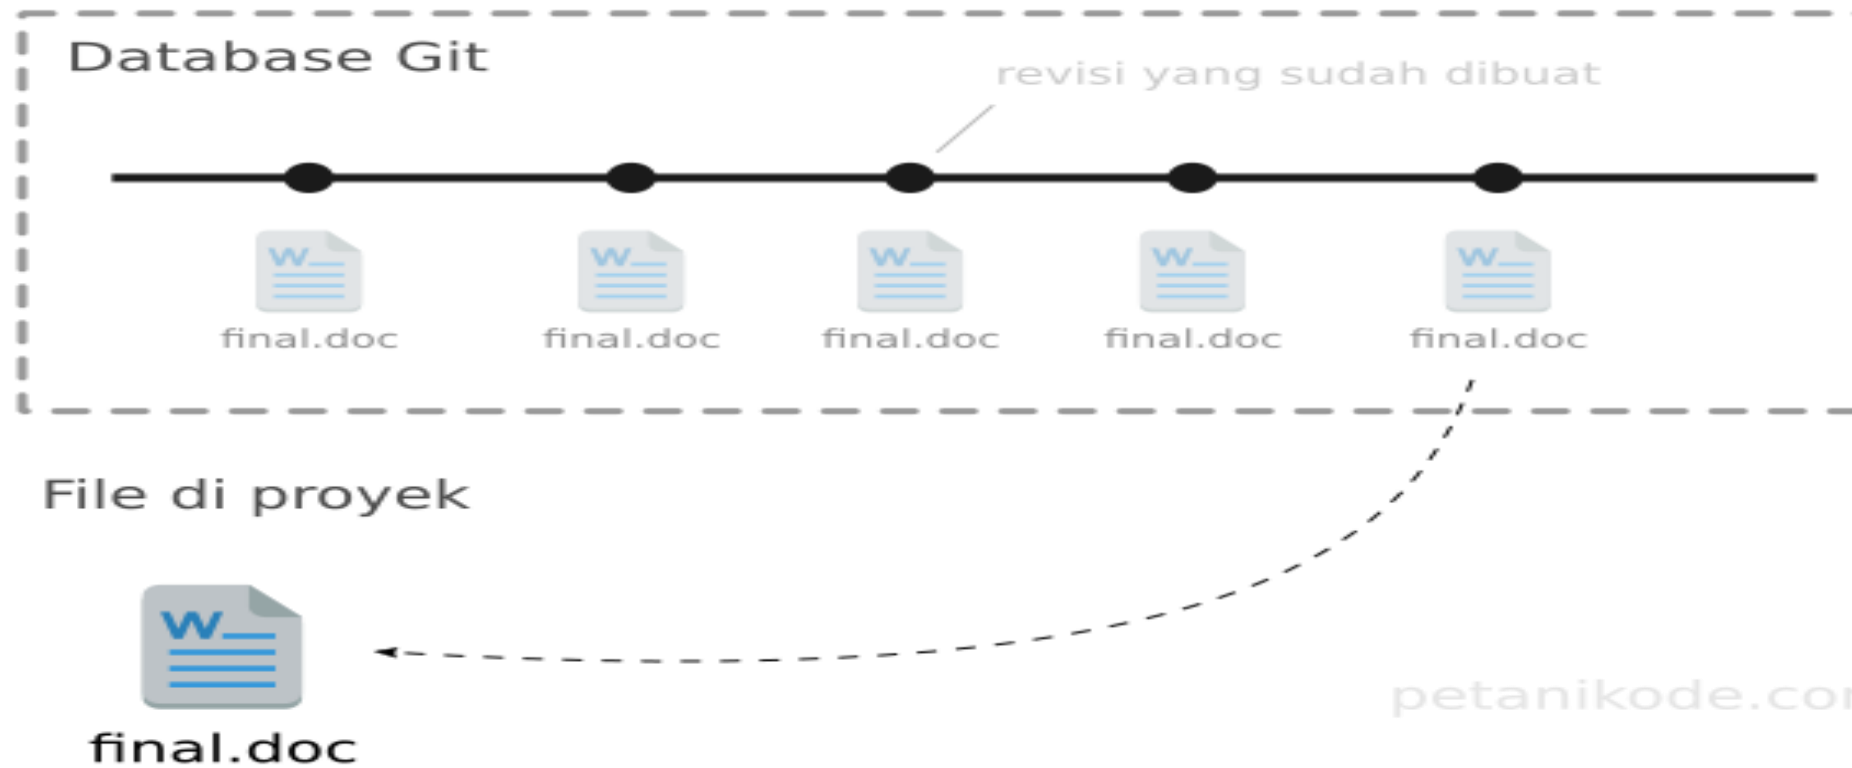 Database Git
revisi yang sudah dibuat
W
W
W
W
W
final.doc
final.doc
final.doc
final.doc
final.doc
File di proyek
W
final.doc
petanikode.com